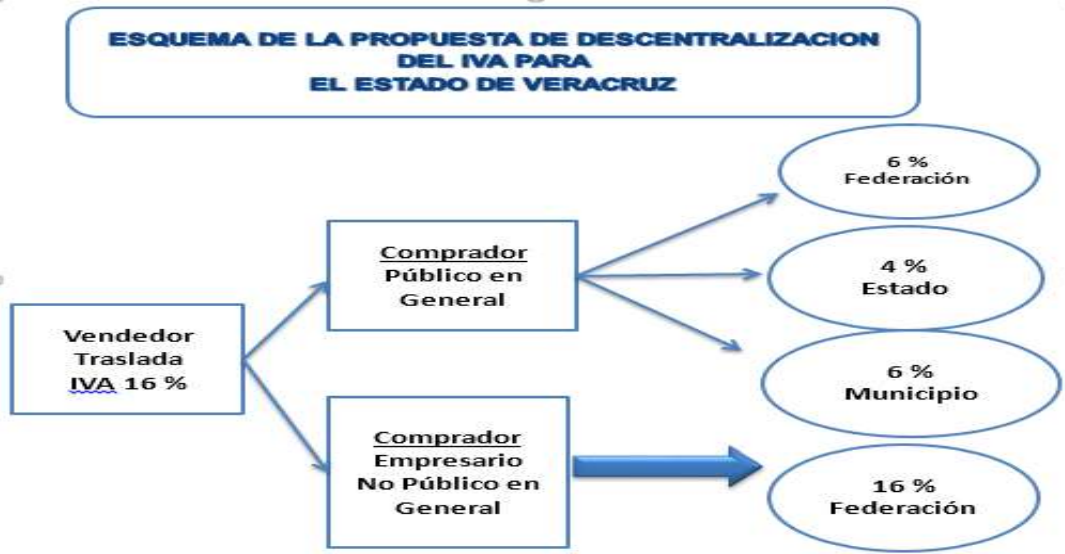 ESQUEMA DE LA PROPUESTA DE DESCENTRALIZACION
DEL IVA PARA
EL ESTADO DE VERACRUZ
6 %
Federación
Comprador
Público en
General
4 %
Estado
Vendedor
Traslada
IVA 16 %
6 %
Municipio
Comprador
Empresario
No Público en
General
16 %
Federación